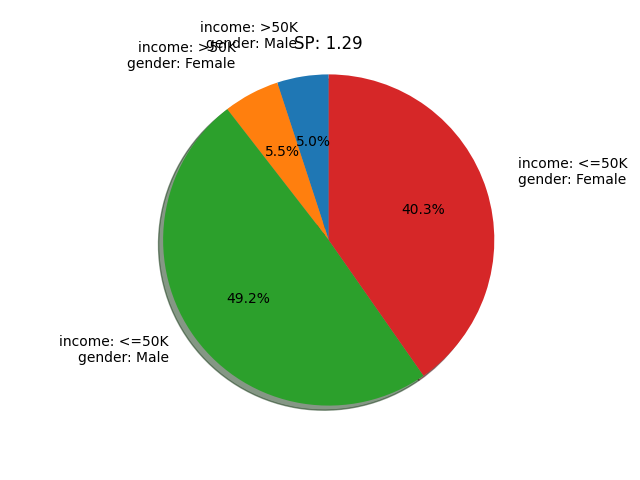 income: >50K
gender: Male
SP: 1.29
income: >50K
gender: Female
5.0%
5.5%
income: <=50K
gender: Female
40.3%
49.2%
income: <=50K
gender: Male